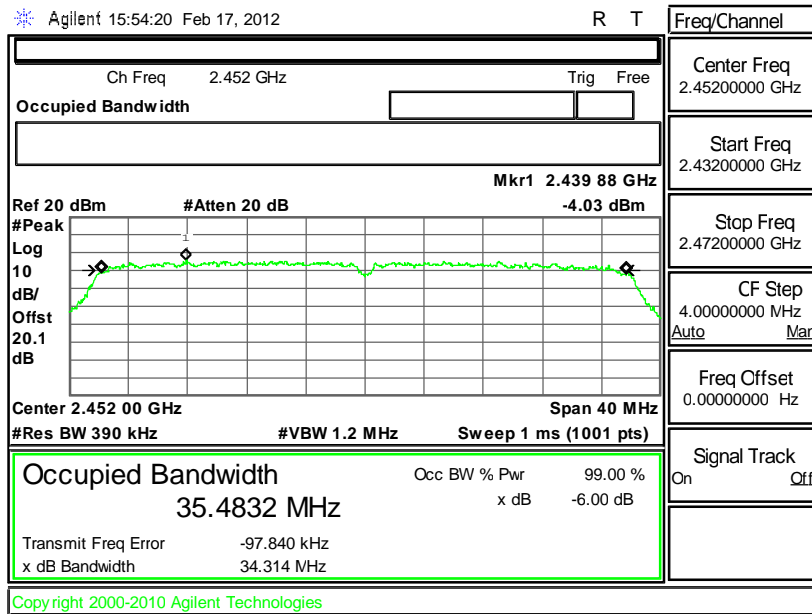 Agilent 15:54:20 Feb 17, 2012 R T
Freq/Channel
Ch Freq 2.452 GHz Trig Free
Occupied Bandwidth
Center Freq
2.45200000 GHz
Start Freq
2.43200000 GHz
Stop Freq
2.47200000 GHz
CF Step
4.00000000 MHz
Auto Man
Freq Offset
0.00000000 Hz
Signal Track
On Off
Mkr1 2.439 88 GHz
Ref 20 dBm #Atten 20 dB -4.03 dBm
#Peak
Log
10
dB/
Offst
20.1
dB
1
Center 2.452 00 GHz Span 40 MHz
#Res BW 390 kHz #VBW 1.2 MHz Sweep 1 ms (1001 pts)
Occupied Bandwidth Occ BW % Pwr 99.00 %
35.4832 MHz x dB -6.00 dB
Transmit Freq Error -97.840 kHz
x dB Bandwidth 34.314 MHz
Copyright 2000-2010 Agilent Technologies